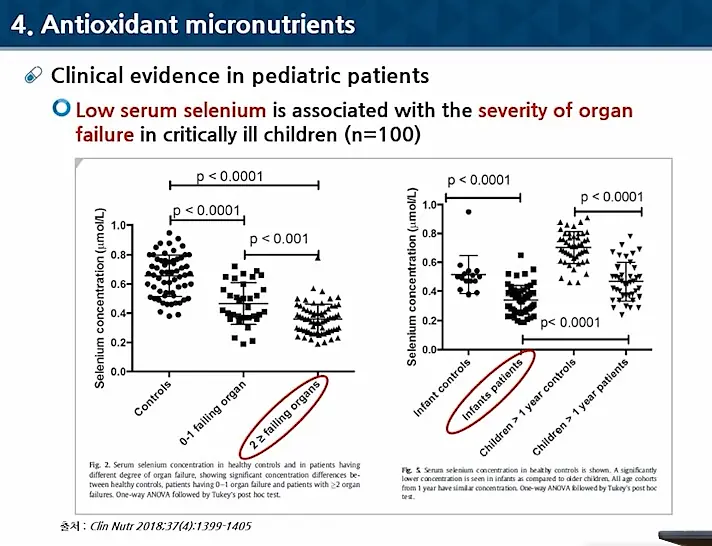 4. Antioxidant micronutrients
Clinical evidence in pediatric patients
Low serum selenium is associated with the severity of organ
failure in critically ill children (n=100)
p < 0.0001
p < 0.0001
p < 0.001
Selenium concentration (μmol/L)
1.0
0.8
0.6
0.4
0.2
0.0
Controls
0-1 failing organ
2 ≥ failing organs
Fig. 2. Serum selenium concentration in healthy controls and in patients having
different degree of organ failure, showing significant concentration differences be-
tween healthy controls, patients having 0–1 organ failure and patients with ≥2 organ
failures. One-way ANOVA followed by Tukey's post hoc test.
p < 0.0001
p < 0.0001
p< 0.0001
Selenium concentration (μmol/L)
1.0
0.8
0.6
0.4
0.2
0.0
Infant controls
Infants patients
Children > 1 year controls
Children > 1 year patients
Fig. 5. Serum selenium concentration in healthy controls is shown. A significantly
lower concentration is seen in infants as compared to older children. All age cohorts
from 1 year have similar concentration. One-way ANOVA followed by Tukey's post hoc
test.
출처 : Clin Nutr 2018;37(4):1399-1405